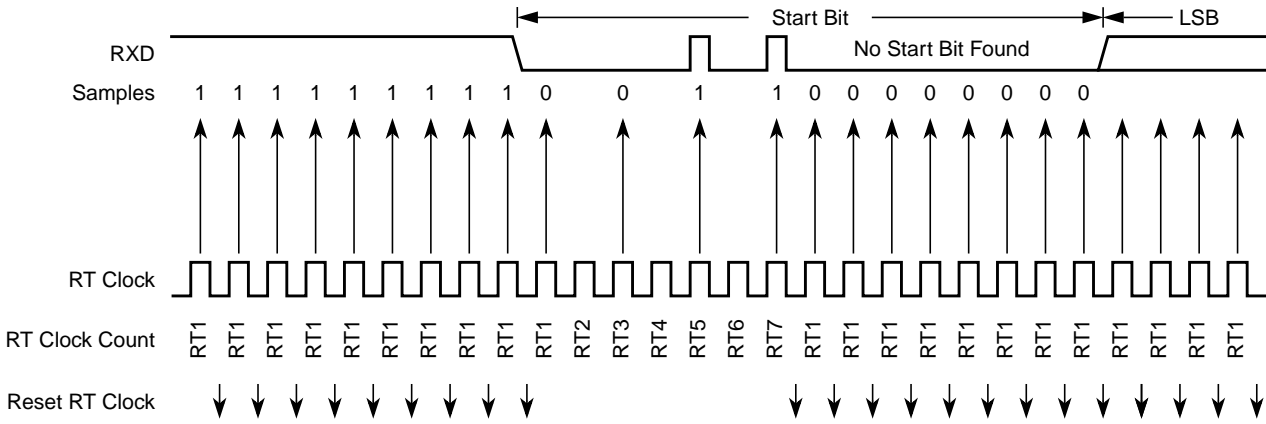 Start Bit LSB
RXD No Start Bit Found
Samples 1 1 1 1 1 1 1 1 1 0 0 1 1 0 0 0 0 0 0 0 0
RT Clock
RT Clock Count RT1 RT1 RT1 RT1 RT1 RT1 RT1 RT1 RT1 RT1 RT2 RT3 RT4 RT5 RT6 RT7 RT1 RT1 RT1 RT1 RT1 RT1 RT1 RT1 RT1 RT1 RT1 RT1
Reset RT Clock